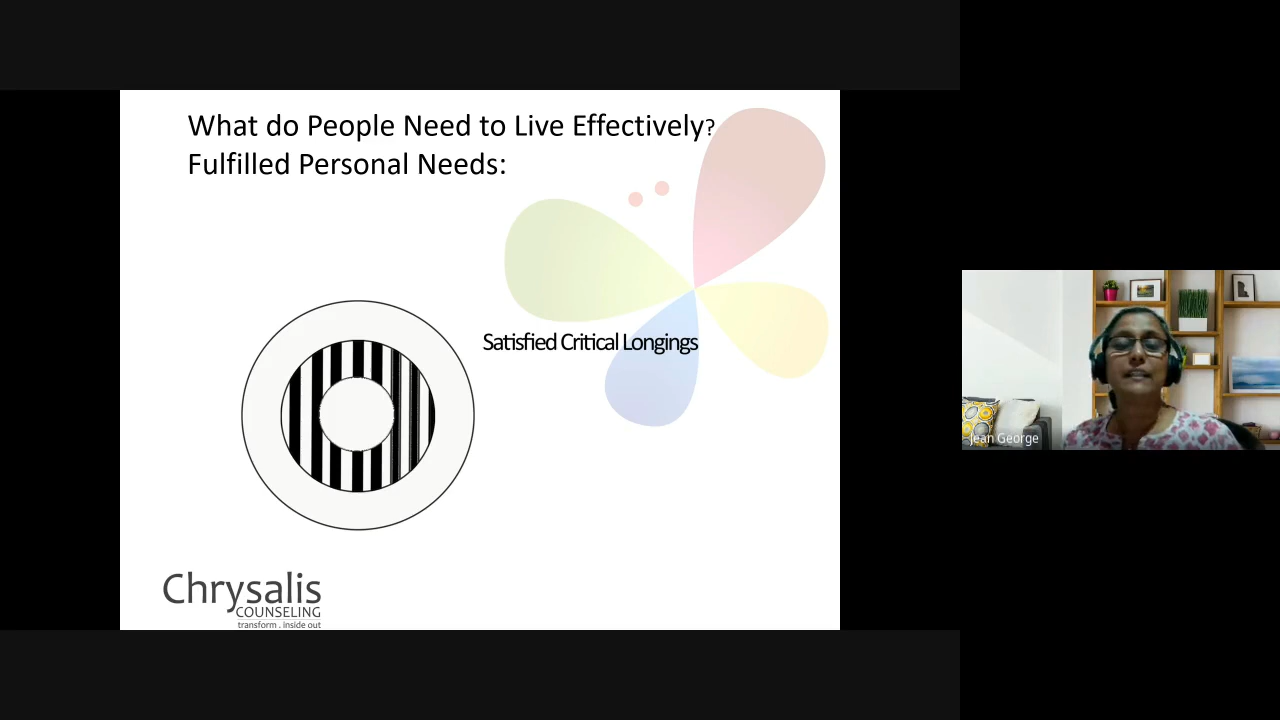 What do People Need to Live Effectively?
Fulfilled Personal Needs:
Satisfied Critical Longings
Chrysalis
COUNSELING
transform . inside out
Jean George